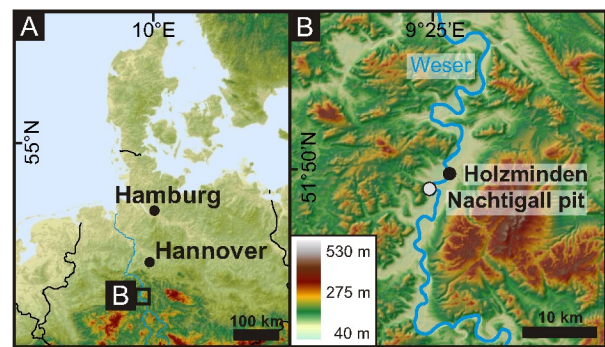 A
10°E
55°N
Hamburg
Hannover
B
100 km
B
9°25'E
Weser
51°50'N
Holzminden
Nachtigall pit
530 m
275 m
40 m
10 km